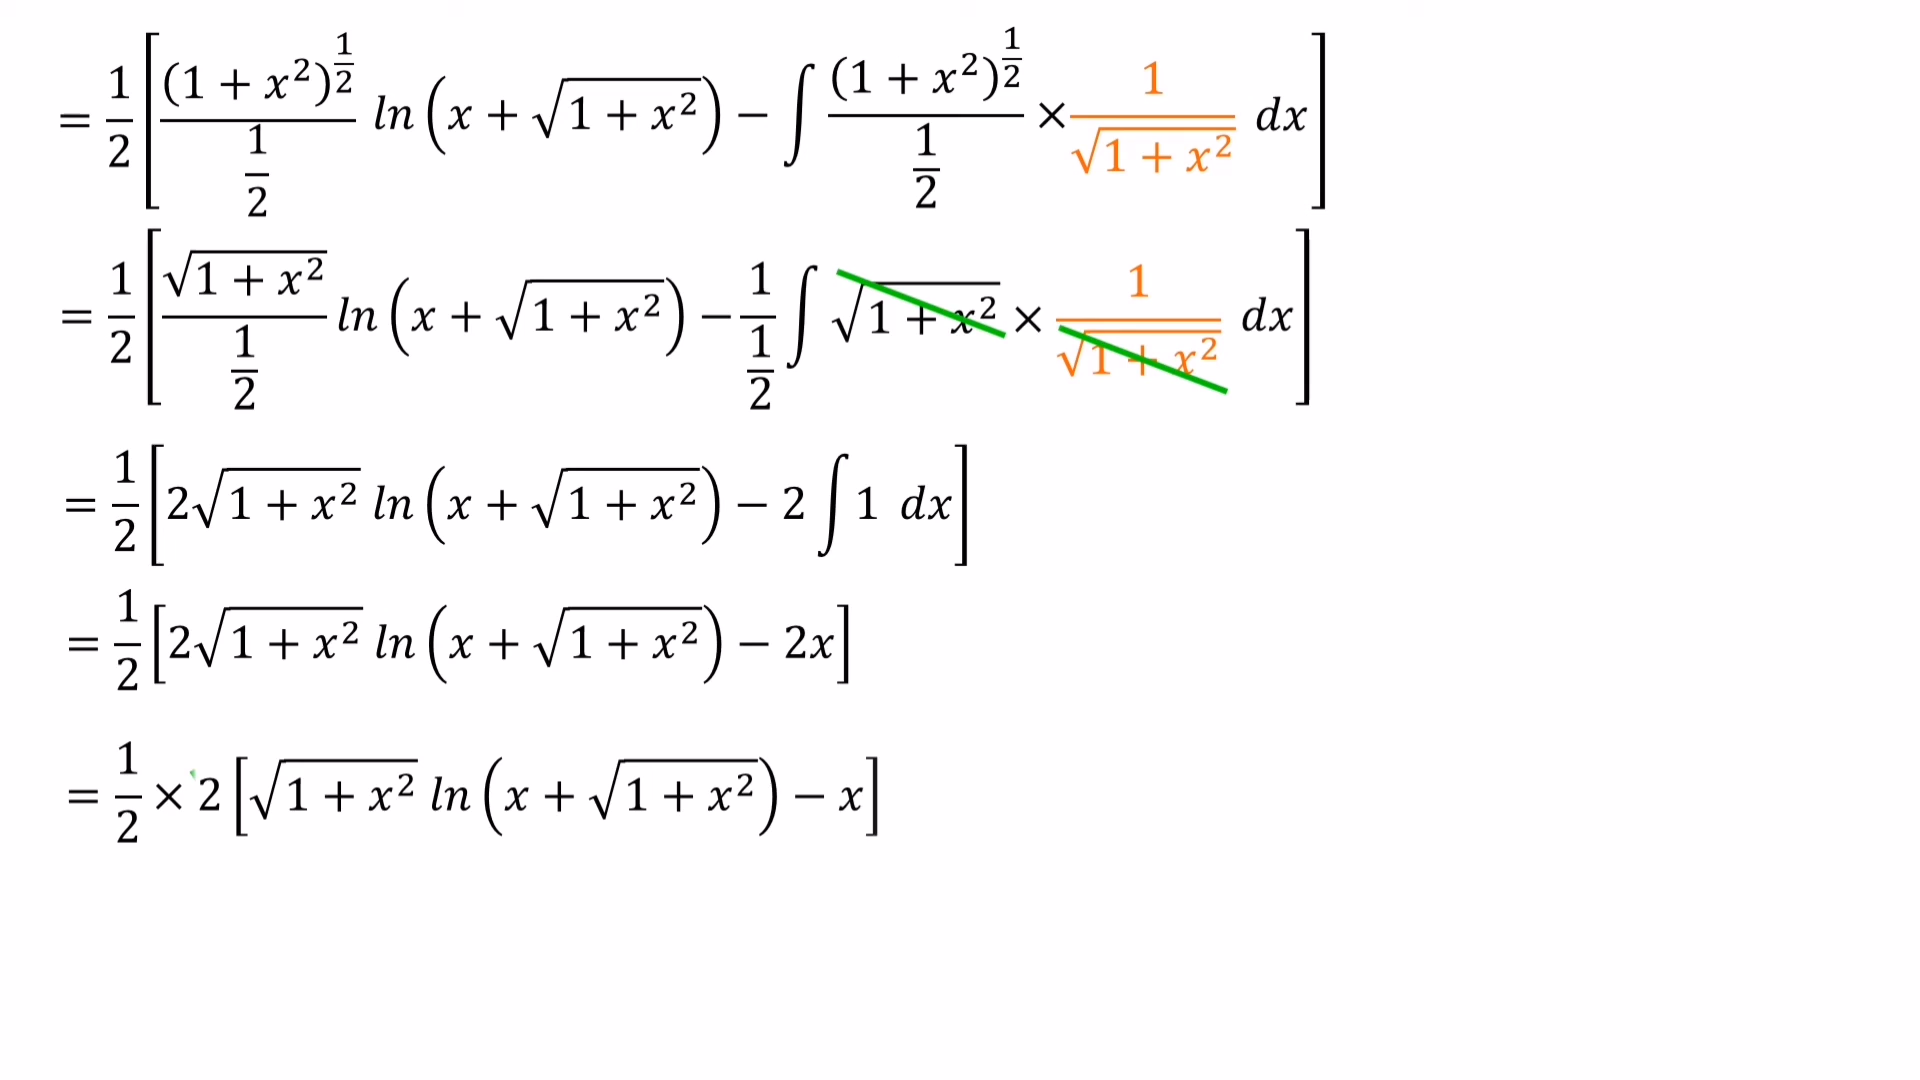 = 1/2 [ (1 + x²)^(1/2) / (1/2) ln (x + √(1 + x²)) − ∫ (1 + x²)^(1/2) / (1/2) × 1/√(1 + x²) dx ]
= 1/2 [ √(1 + x²) / (1/2) ln (x + √(1 + x²)) − 1/(1/2) ∫ √(1 + x²) × 1/√(1 + x²) dx ]
= 1/2 [ 2√(1 + x²) ln (x + √(1 + x²)) − 2 ∫ 1 dx ]
= 1/2 [ 2√(1 + x²) ln (x + √(1 + x²)) − 2x ]
= 1/2 × 2 [ √(1 + x²) ln (x + √(1 + x²)) − x ]